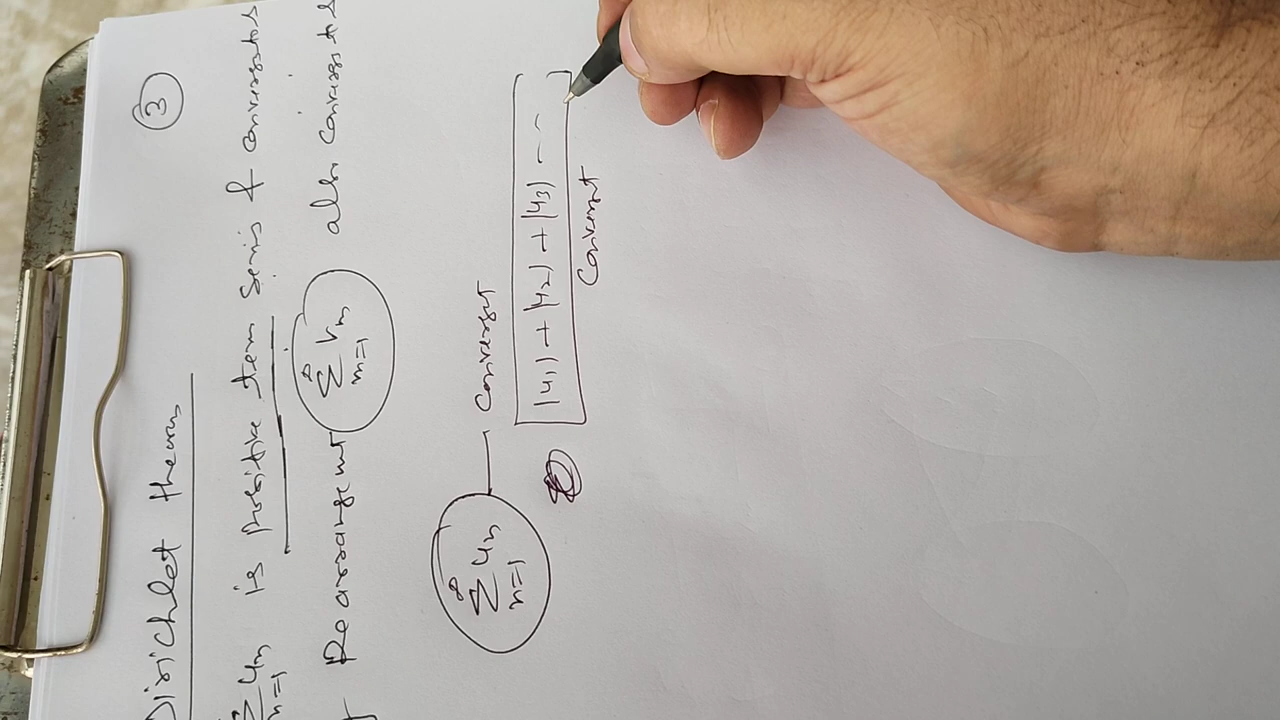 ③
Dirichlet theorem
∞ ∑ n=1 un is positive term series & converges to
Rearrangement ∞ ∑ n=1 vn also converges to
∞ ∑ n=1 un — Convergent
|u1| + |u2| + |u3| --
Convergent